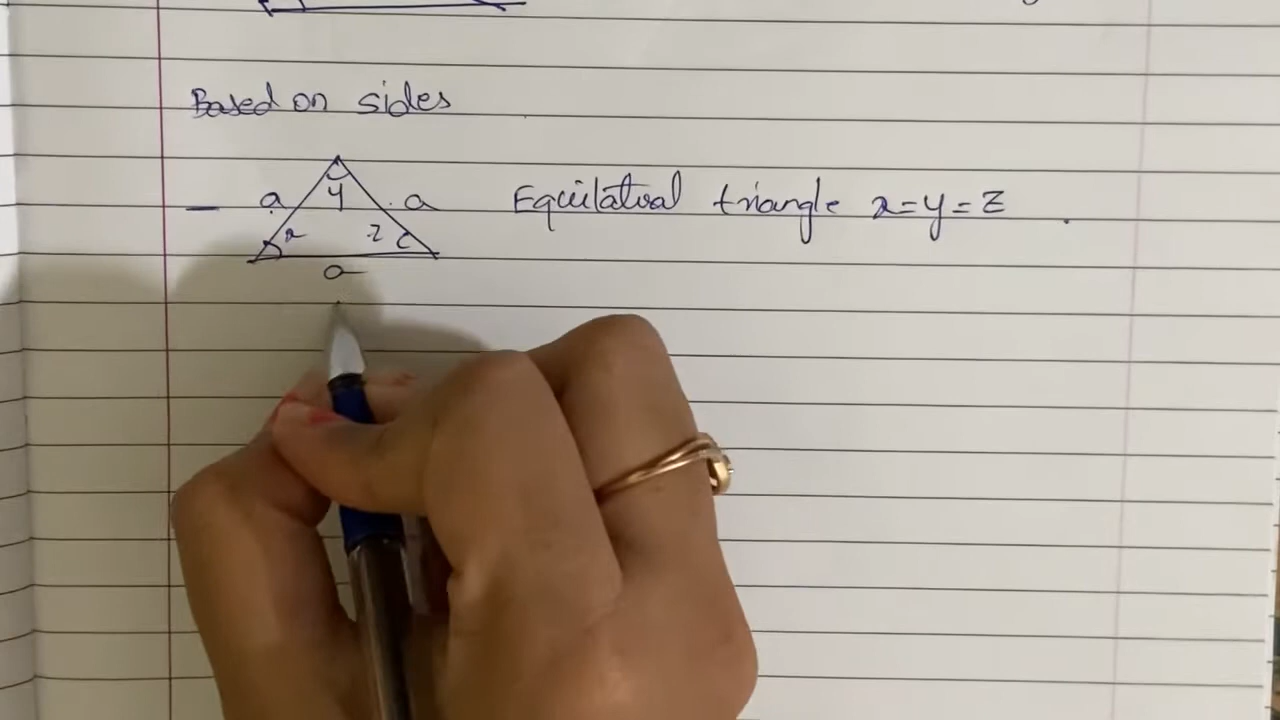 Based on sides
y
a a Equilateral triangle x=y=z
x z
a